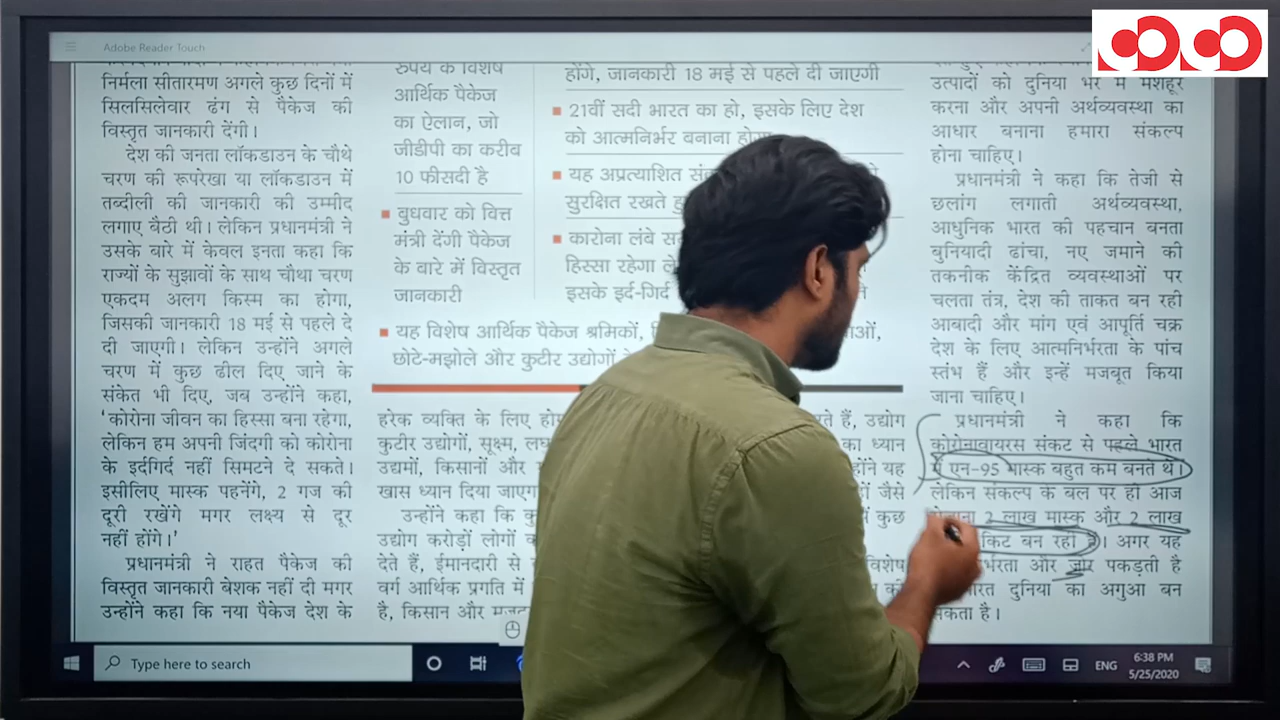 Adobe Reader Touch
निर्मला सीतारमण अगले कुछ दिनों में
सिलसिलेवार ढंग से पैकेज की
विस्तृत जानकारी देंगी।
देश की जनता लॉकडाउन के चौथे
चरण की रूपरेखा या लॉकडाउन में
तब्दीली की जानकारी की उम्मीद
लगाए बैठी थी। लेकिन प्रधानमंत्री ने
उसके बारे में केवल इनता कहा कि
राज्यों के सुझावों के साथ चौथा चरण
एकदम अलग किस्म का होगा,
जिसकी जानकारी 18 मई से पहले दे
दी जाएगी। लेकिन उन्होंने अगले
चरण में कुछ ढील दिए जाने के
संकेत भी दिए, जब उन्होंने कहा,
'कोरोना जीवन का हिस्सा बना रहेगा,
लेकिन हम अपनी जिंदगी को कोरोना
के इर्दगिर्द नहीं सिमटने दे सकते।
इसीलिए मास्क पहनेंगे, 2 गज की
दूरी रखेंगे मगर लक्ष्य से दूर
नहीं होंगे।'
प्रधानमंत्री ने राहत पैकेज की
विस्तृत जानकारी बेशक नहीं दी मगर
उन्होंने कहा कि नया पैकेज देश के
रुपये के विशेष
आर्थिक पैकेज
का ऐलान, जो
जीडीपी का करीब
10 फीसदी है
बुधवार को वित्त
मंत्री देंगी पैकेज
के बारे में विस्तृत
जानकारी
होंगे, जानकारी 18 मई से पहले दी जाएगी
21वीं सदी भारत का हो, इसके लिए देश
को आत्मनिर्भर बनाना
यह अप्रत्याशित
सुरक्षित रखते
कारोना लंबे
हिस्सा रहेगा
इसके इर्द-गिर्द
यह विशेष आर्थिक पैकेज श्रमिकों,
छोटे-मझोले और कुटीर उद्योगों
हरेक व्यक्ति के लिए
कुटीर उद्योगों, सूक्ष्म,
उद्यमों, किसानों और
खास ध्यान दिया
उन्होंने कहा कि
उद्योग करोड़ों लोगों
देते हैं, ईमानदारी से
वर्ग आर्थिक प्रगति में
है, किसान और
हैं, उद्योग
का ध्यान
यह
जैसे
कुछ
उत्पादों को दुनिया भर में मशहूर
करना और अपनी अर्थव्यवस्था का
आधार बनाना हमारा संकल्प
होना चाहिए।
प्रधानमंत्री ने कहा कि तेजी से
छलांग लगाती अर्थव्यवस्था,
आधुनिक भारत की पहचान बनता
बुनियादी ढांचा, नए जमाने की
तकनीक केंद्रित व्यवस्थाओं पर
चलता तंत्र, देश की ताकत बन रही
आबादी और मांग एवं आपूर्ति चक्र
देश के लिए आत्मनिर्भरता के पांच
स्तंभ हैं और इन्हें मजबूत किया
जाना चाहिए।
प्रधानमंत्री ने कहा कि
कोरोनावायरस संकट से पहले भारत
में एन-95 मास्क बहुत कम बनते थे।
लेकिन संकल्प के बल पर ही आज
2 लाख मास्क और 2 लाख
किट बन रही। अगर यह
और जोर पकड़ती है
दुनिया का अगुआ बन
सकता है।
Type here to search
ENG
6:38 PM
5/25/2020